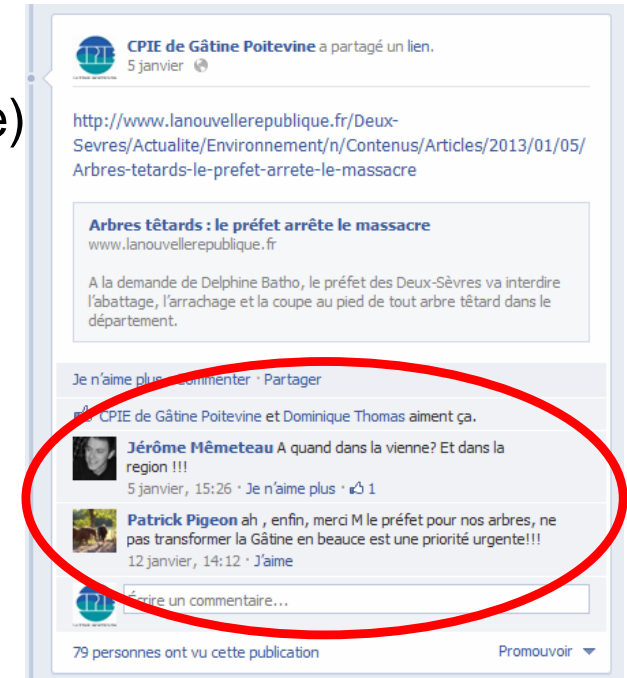 CPIE de Gâtine Poitevine a partagé un lien.
5 janvier
e)
http://www.lanouvellerepublique.fr/Deux-
Sevres/Actualite/Environnement/n/Contenus/Articles/2013/01/05/
Arbres-tetards-le-prefet-arrete-le-massacre
Arbres têtards : le préfet arrête le massacre
www.lanouvellerepublique.fr
A la demande de Delphine Batho, le préfet des Deux-Sèvres va interdire
l'abattage, l'arrachage et la coupe au pied de tout arbre têtard dans le
département.
Je n'aime plus · Commenter · Partager
CPIE de Gâtine Poitevine et Dominique Thomas aiment ça.
Jérôme Mêmeteau A quand dans la vienne? Et dans la
region !!!
5 janvier, 15:26 · Je n'aime plus · 1
Patrick Pigeon ah , enfin, merci M le préfet pour nos arbres, ne
pas transformer la Gâtine en beauce est une priorité urgente!!!
12 janvier, 14:12 · J'aime
Écrire un commentaire...
79 personnes ont vu cette publication
Promouvoir